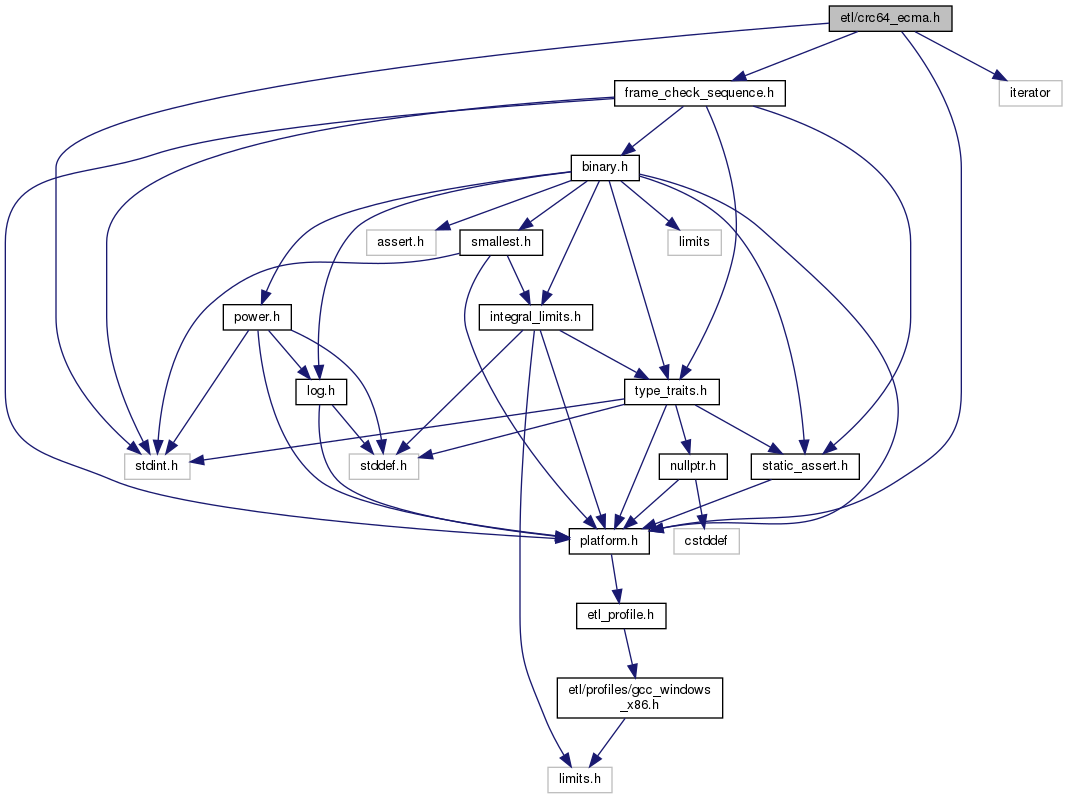 etl/crc64_ecma.h
frame_check_sequence.h
iterator
binary.h
assert.h
smallest.h
limits
power.h
integral_limits.h
log.h
type_traits.h
stdint.h
stddef.h
nullptr.h
static_assert.h
platform.h
cstddef
etl_profile.h
etl/profiles/gcc_windows
_x86.h
limits.h